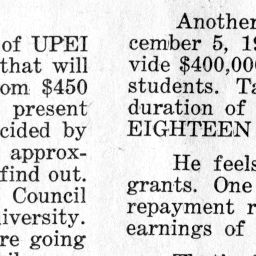 of UPEI
that will
om $450
present
cided by
approx-
find out.
Council
iversity.
re going
Another
cember 5, 19
vide $400,000
students. Ta
duration of
EIGHTEEN
He feels
grants. One
repayment r
earnings of